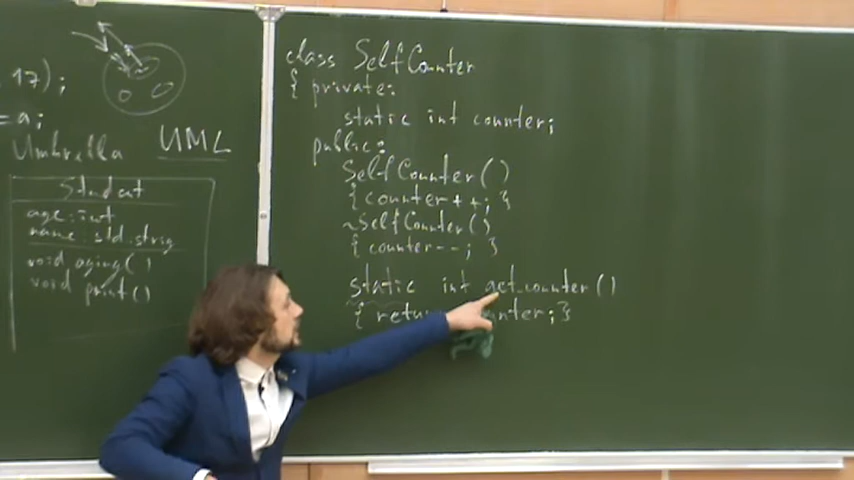 17);
=a;
Umbrella UML
Student
age: int
name: std::string
void aging()
void print()
class SelfCounter
{ private:
static int counter;
public:
SelfCounter()
{ counter++; }
~SelfCounter()
{ counter--; }
static int get_counter()
{ counter; }